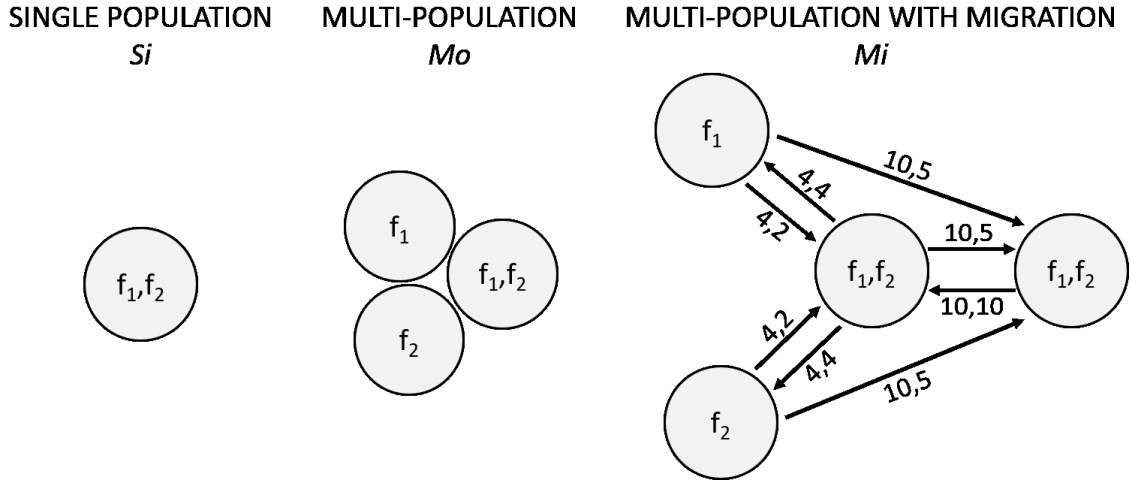 SINGLE POPULATION
Si
MULTI-POPULATION
Mo
MULTI-POPULATION WITH MIGRATION
Mi
f₁,f₂
f₁
f₁,f₂
f₂
f₁
10,5
4,4
4,2
f₁,f₂
10,5
10,10
f₁,f₂
4,2
4,4
10,5
f₂